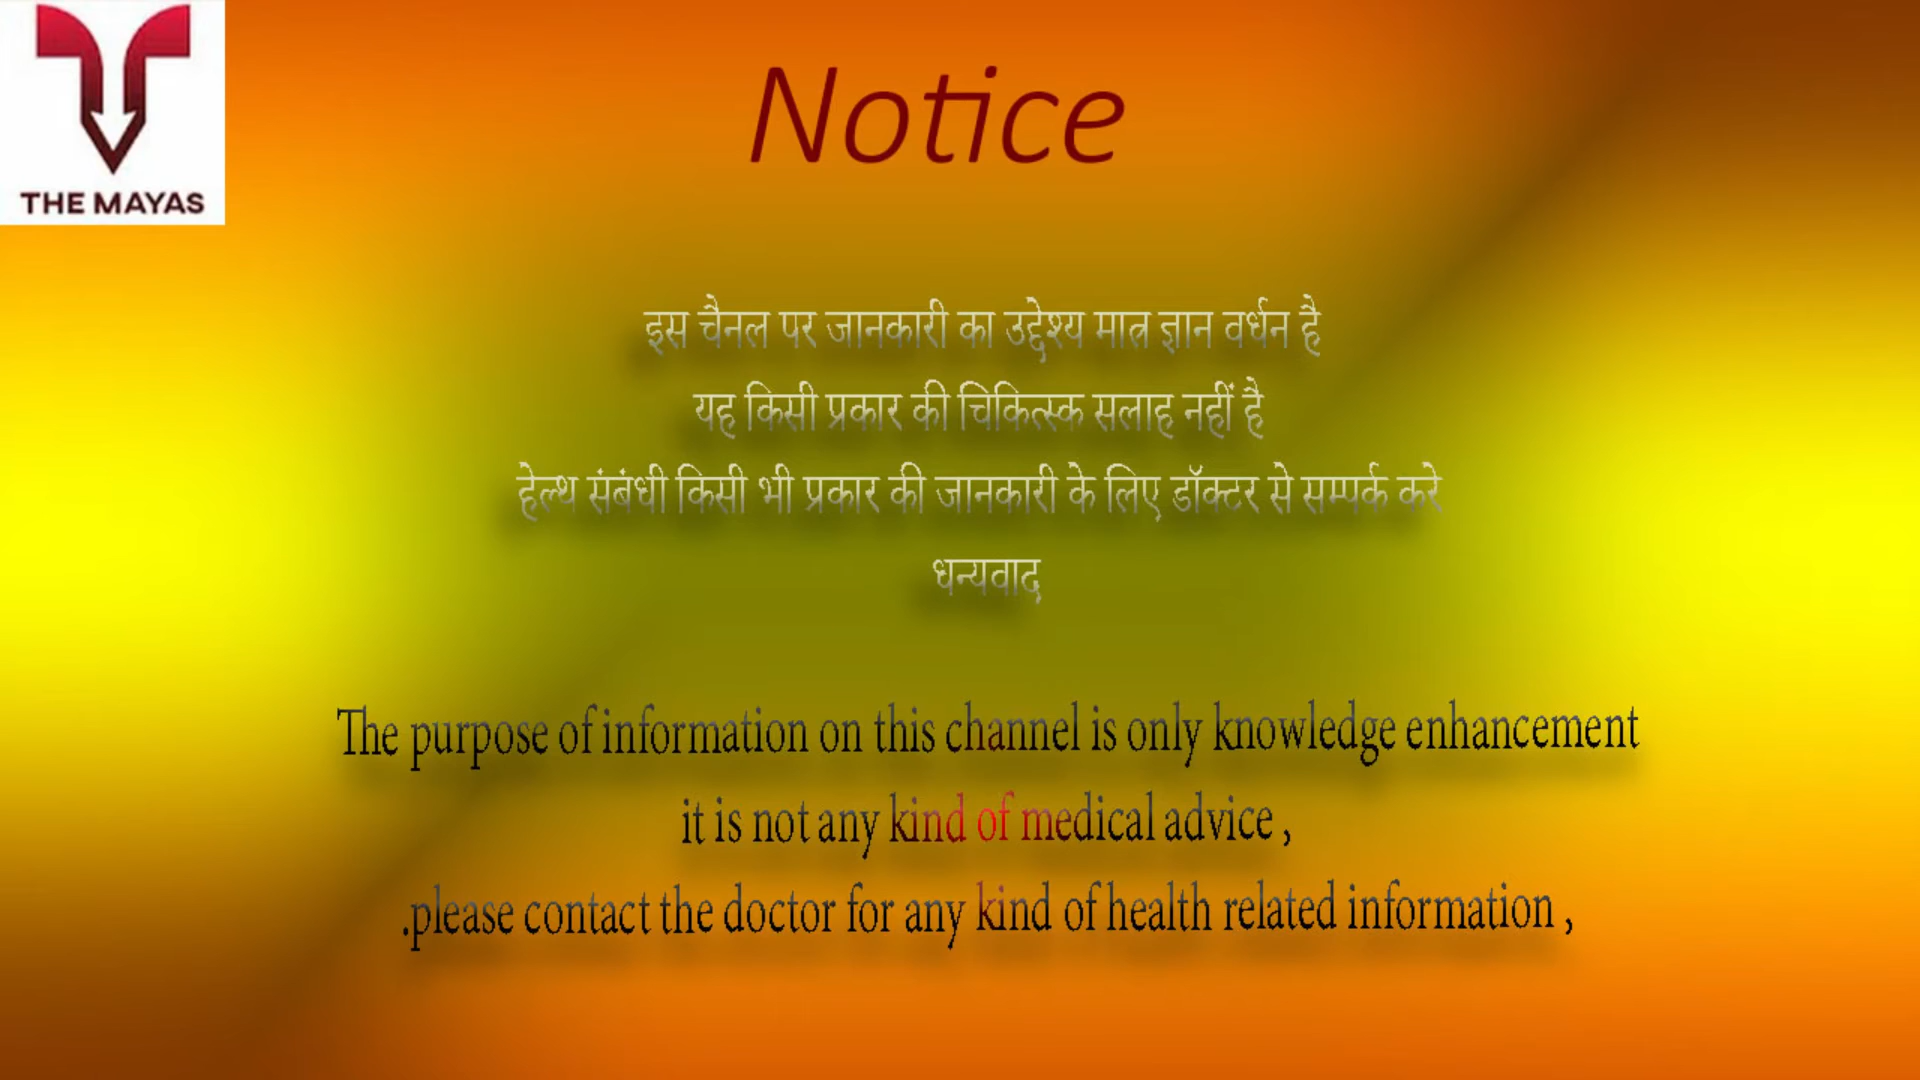 THE MAYAS
Notice
इस चैनल पर जानकारी का उद्देश्य मात्र ज्ञान वर्धन है
यह किसी प्रकार की चिकित्स्क सलाह नहीं है
हेल्थ संबंधी किसी भी प्रकार की जानकारी के लिए डॉक्टर से सम्पर्क करे
धन्यवाद
The purpose of information on this channel is only knowledge enhancement
it is not any kind of medical advice ,
.please contact the doctor for any kind of health related information ,